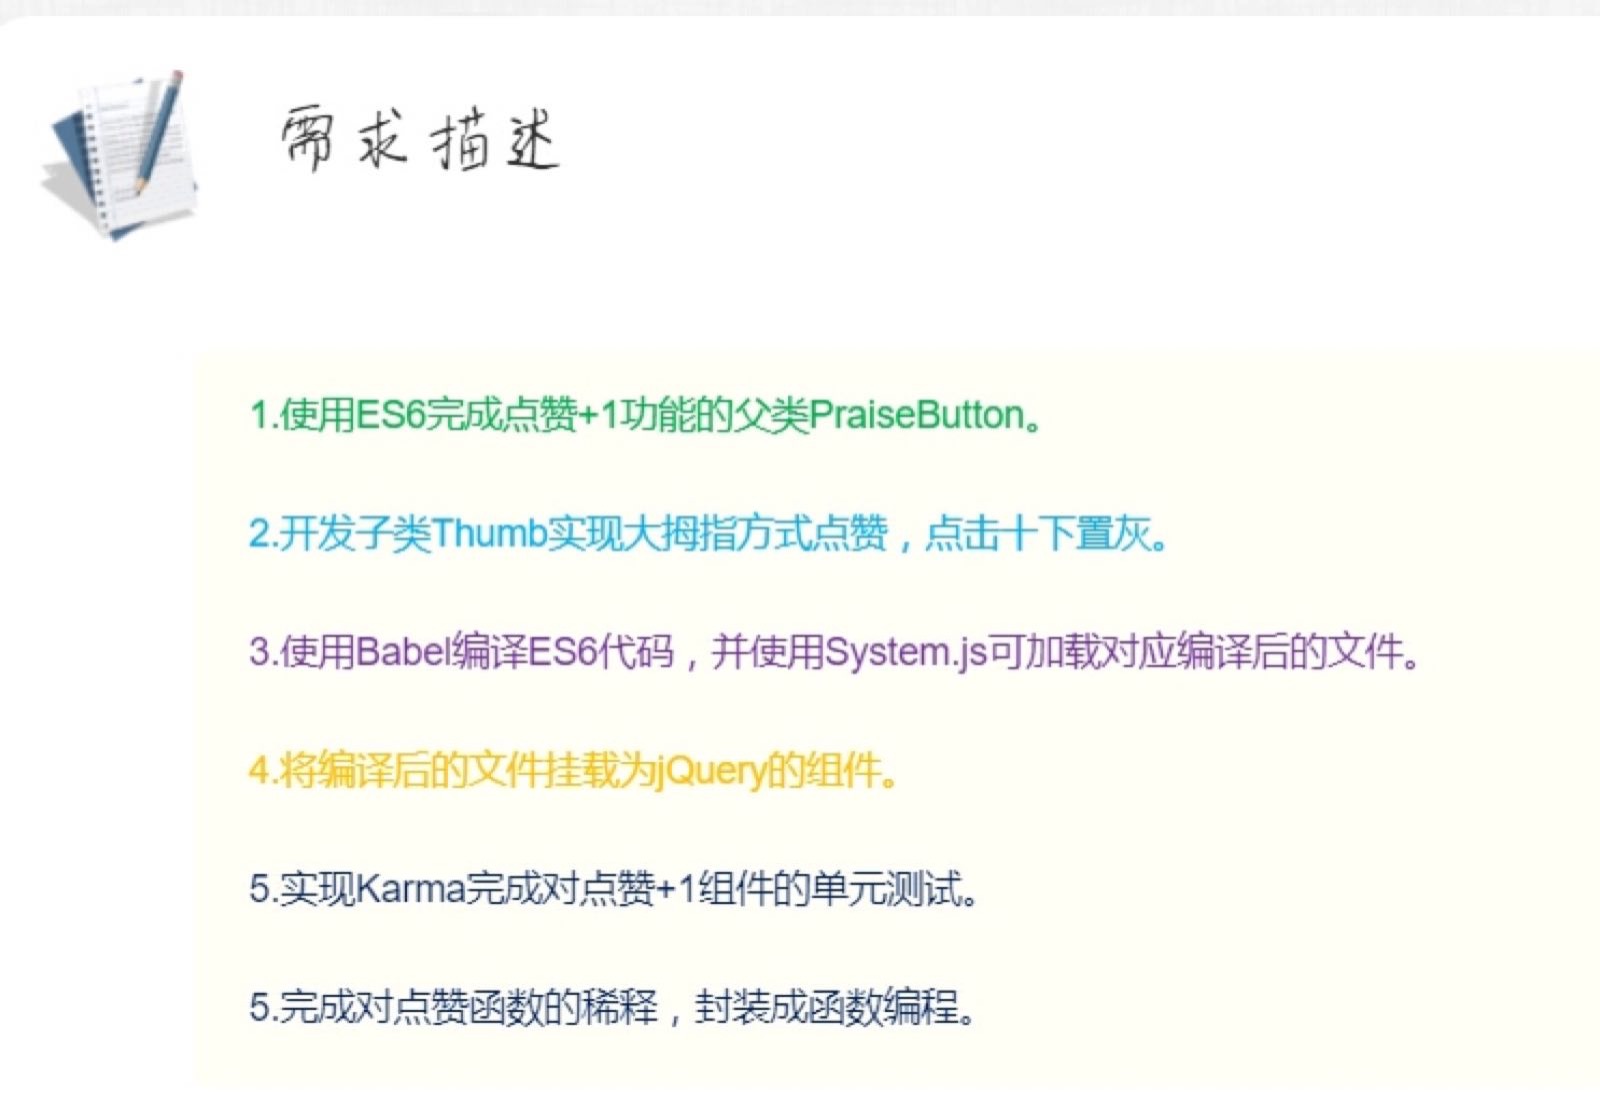 需求描述
1.使用ES6完成点赞+1功能的父类PraiseButton。
2.开发子类Thumb实现大拇指方式点赞，点击十下置灰。
3.使用Babel编译ES6代码，并使用System.js可加载对应编译后的文件。
4.将编译后的文件挂载为jQuery的组件。
5.实现Karma完成对点赞+1组件的单元测试。
5.完成对点赞函数的稀释，封装成函数编程。